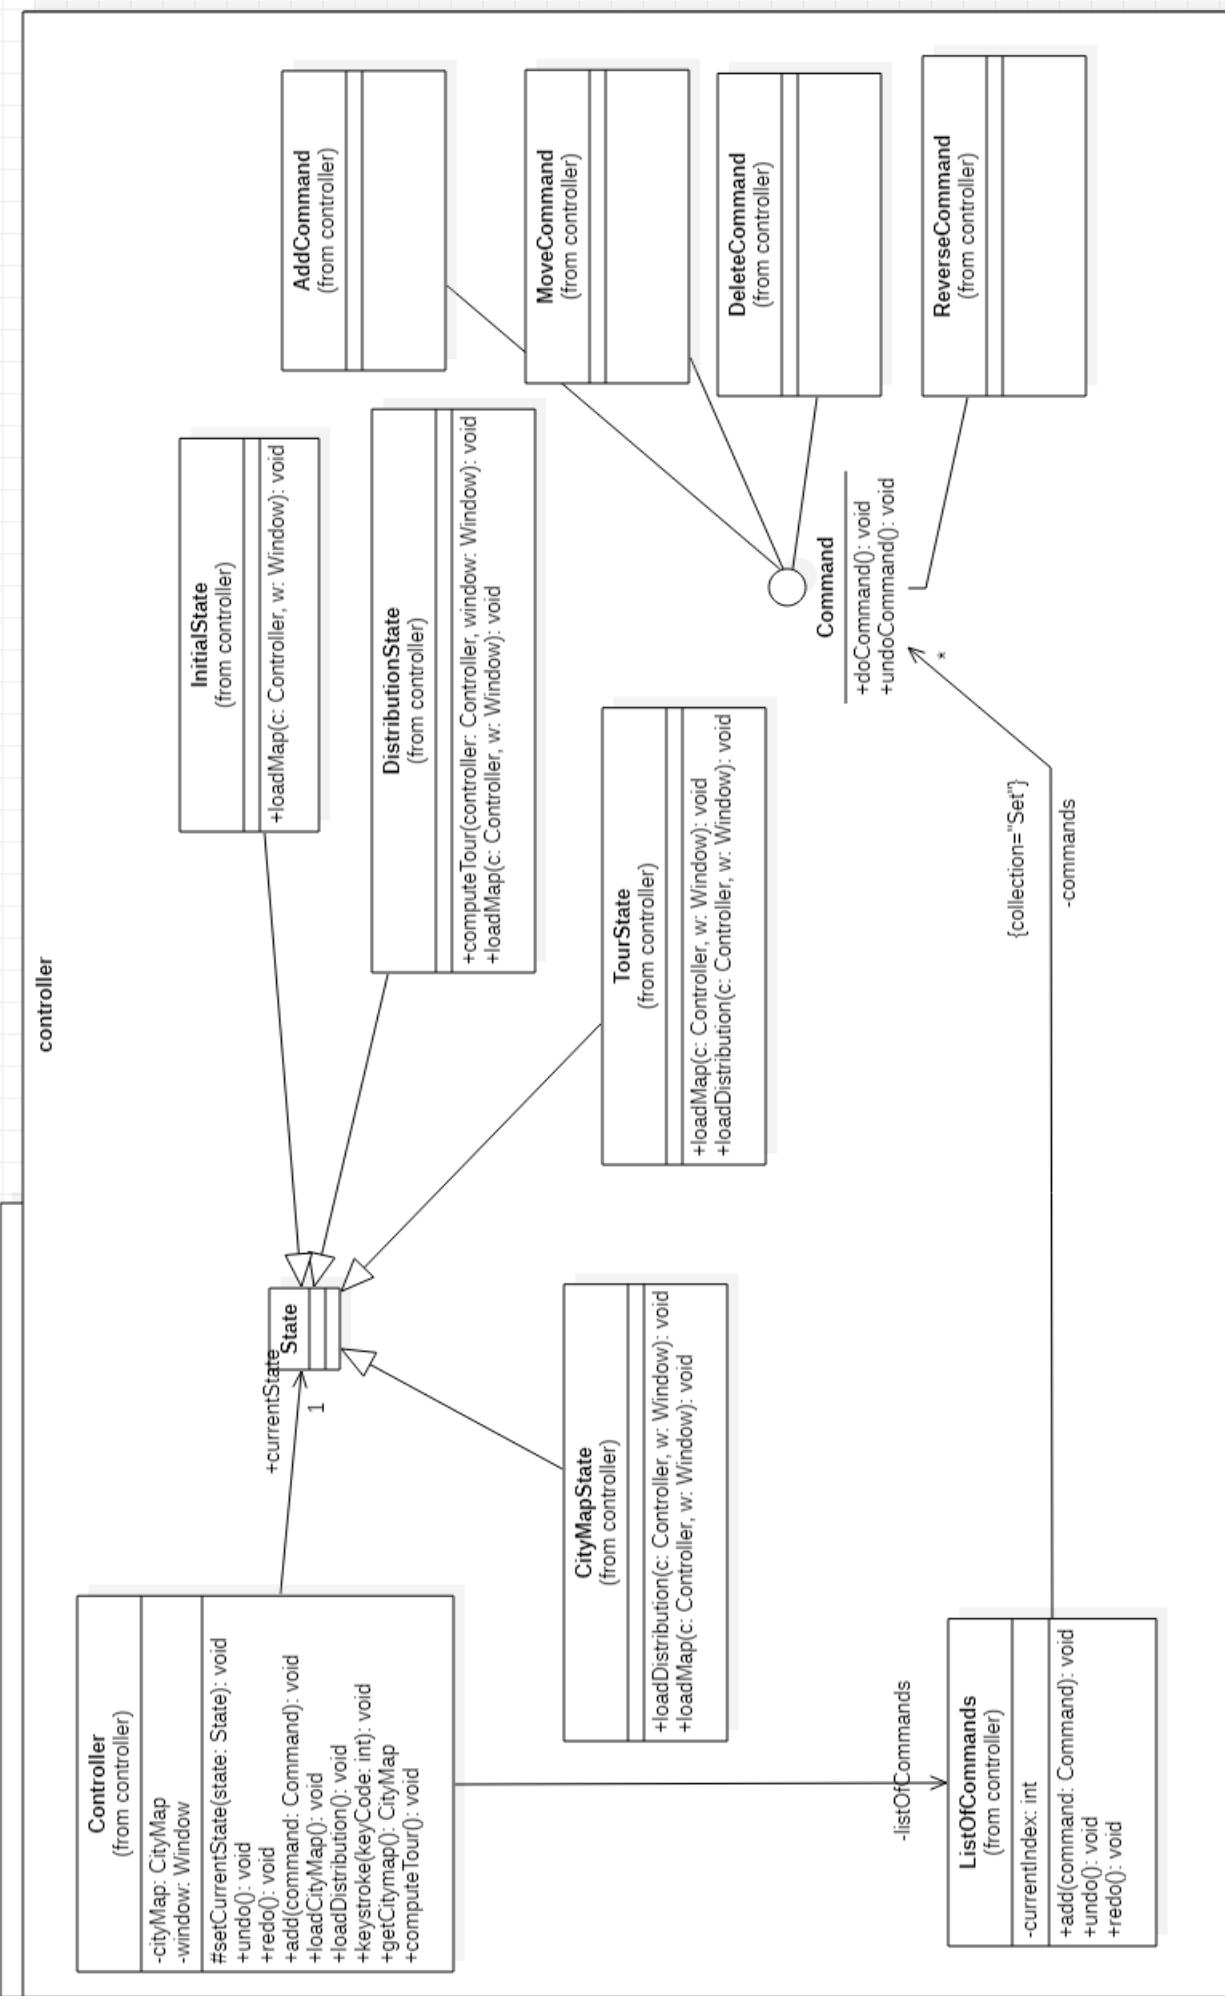 controller
Controller
(from controller)
-cityMap: CityMap
-window: Window
#setCurrentState(state: State): void
+undo(): void
+redo(): void
+add(command: Command): void
+loadCityMap(): void
+loadDistribution(): void
+keystroke(keyCode: int): void
+getCitymap(): CityMap
+computeTour(): void
+currentState
1
State
InitialState
(from controller)
+loadMap(c: Controller, w: Window): void
DistributionState
(from controller)
+computeTour(controller: Controller, window: Window): void
+loadMap(c: Controller, w: Window): void
TourState
(from controller)
+loadMap(c: Controller, w: Window): void
+loadDistribution(c: Controller, w: Window): void
CityMapState
(from controller)
+loadDistribution(c: Controller, w: Window): void
+loadMap(c: Controller, w: Window): void
AddCommand
(from controller)
MoveCommand
(from controller)
DeleteCommand
(from controller)
ReverseCommand
(from controller)
Command
+doCommand(): void
+undoCommand(): void
*
{collection="Set"}
-commands
-listOfCommands
ListOfCommands
(from controller)
-currentIndex: int
+add(command: Command): void
+undo(): void
+redo(): void